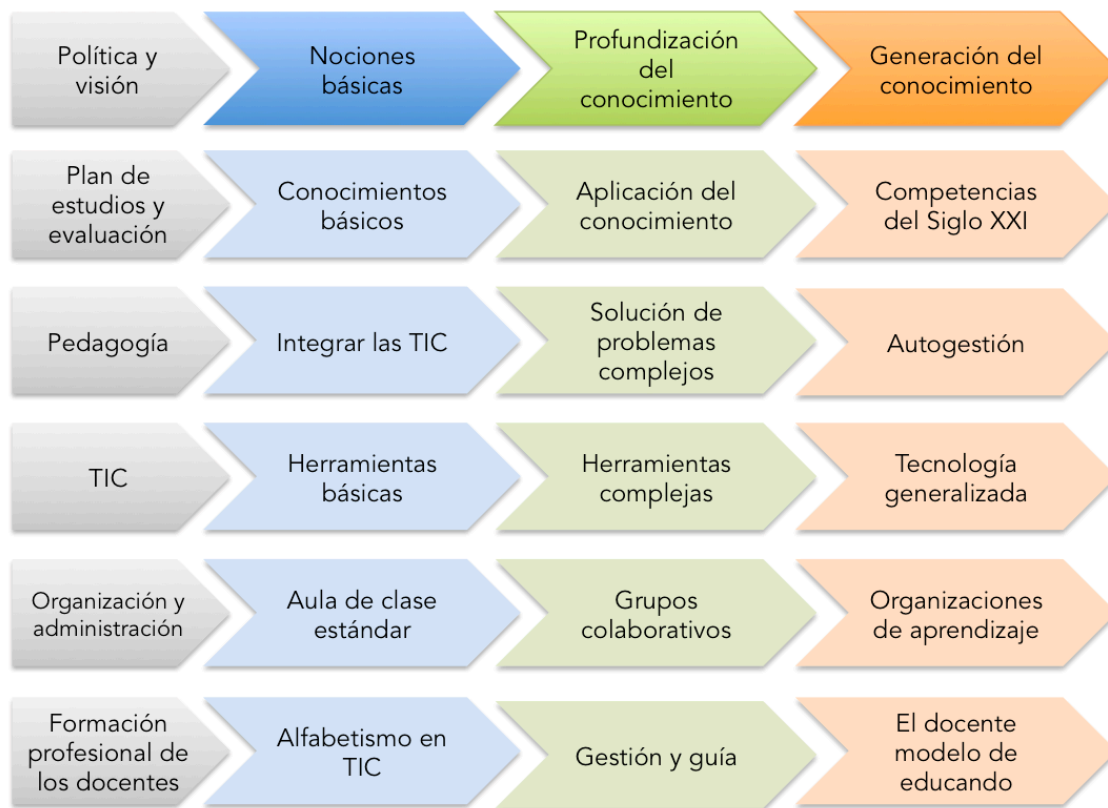 Política y
visión
Nociones
básicas
Profundización
del
conocimiento
Generación del
conocimiento
Plan de
estudios y
evaluación
Conocimientos
básicos
Aplicación del
conocimiento
Competencias
del Siglo XXI
Pedagogía
Integrar las TIC
Solución de
problemas
complejos
Autogestión
TIC
Herramientas
básicas
Herramientas
complejas
Tecnología
generalizada
Organización y
administración
Aula de clase
estándar
Grupos
colaborativos
Organizaciones
de aprendizaje
Formación
profesional de
los docentes
Alfabetismo en
TIC
Gestión y guía
El docente
modelo de
educando